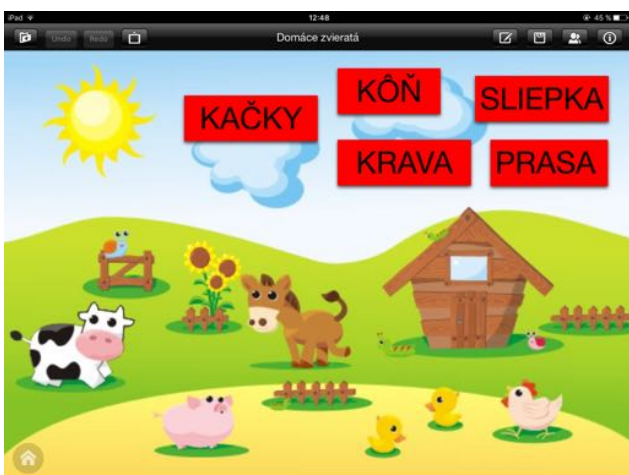 iPad
12:48
45 %
Undo
Redo
Domáce zvieratá
KAČKY
KÔŇ
SLIEPKA
KRAVA
PRASA